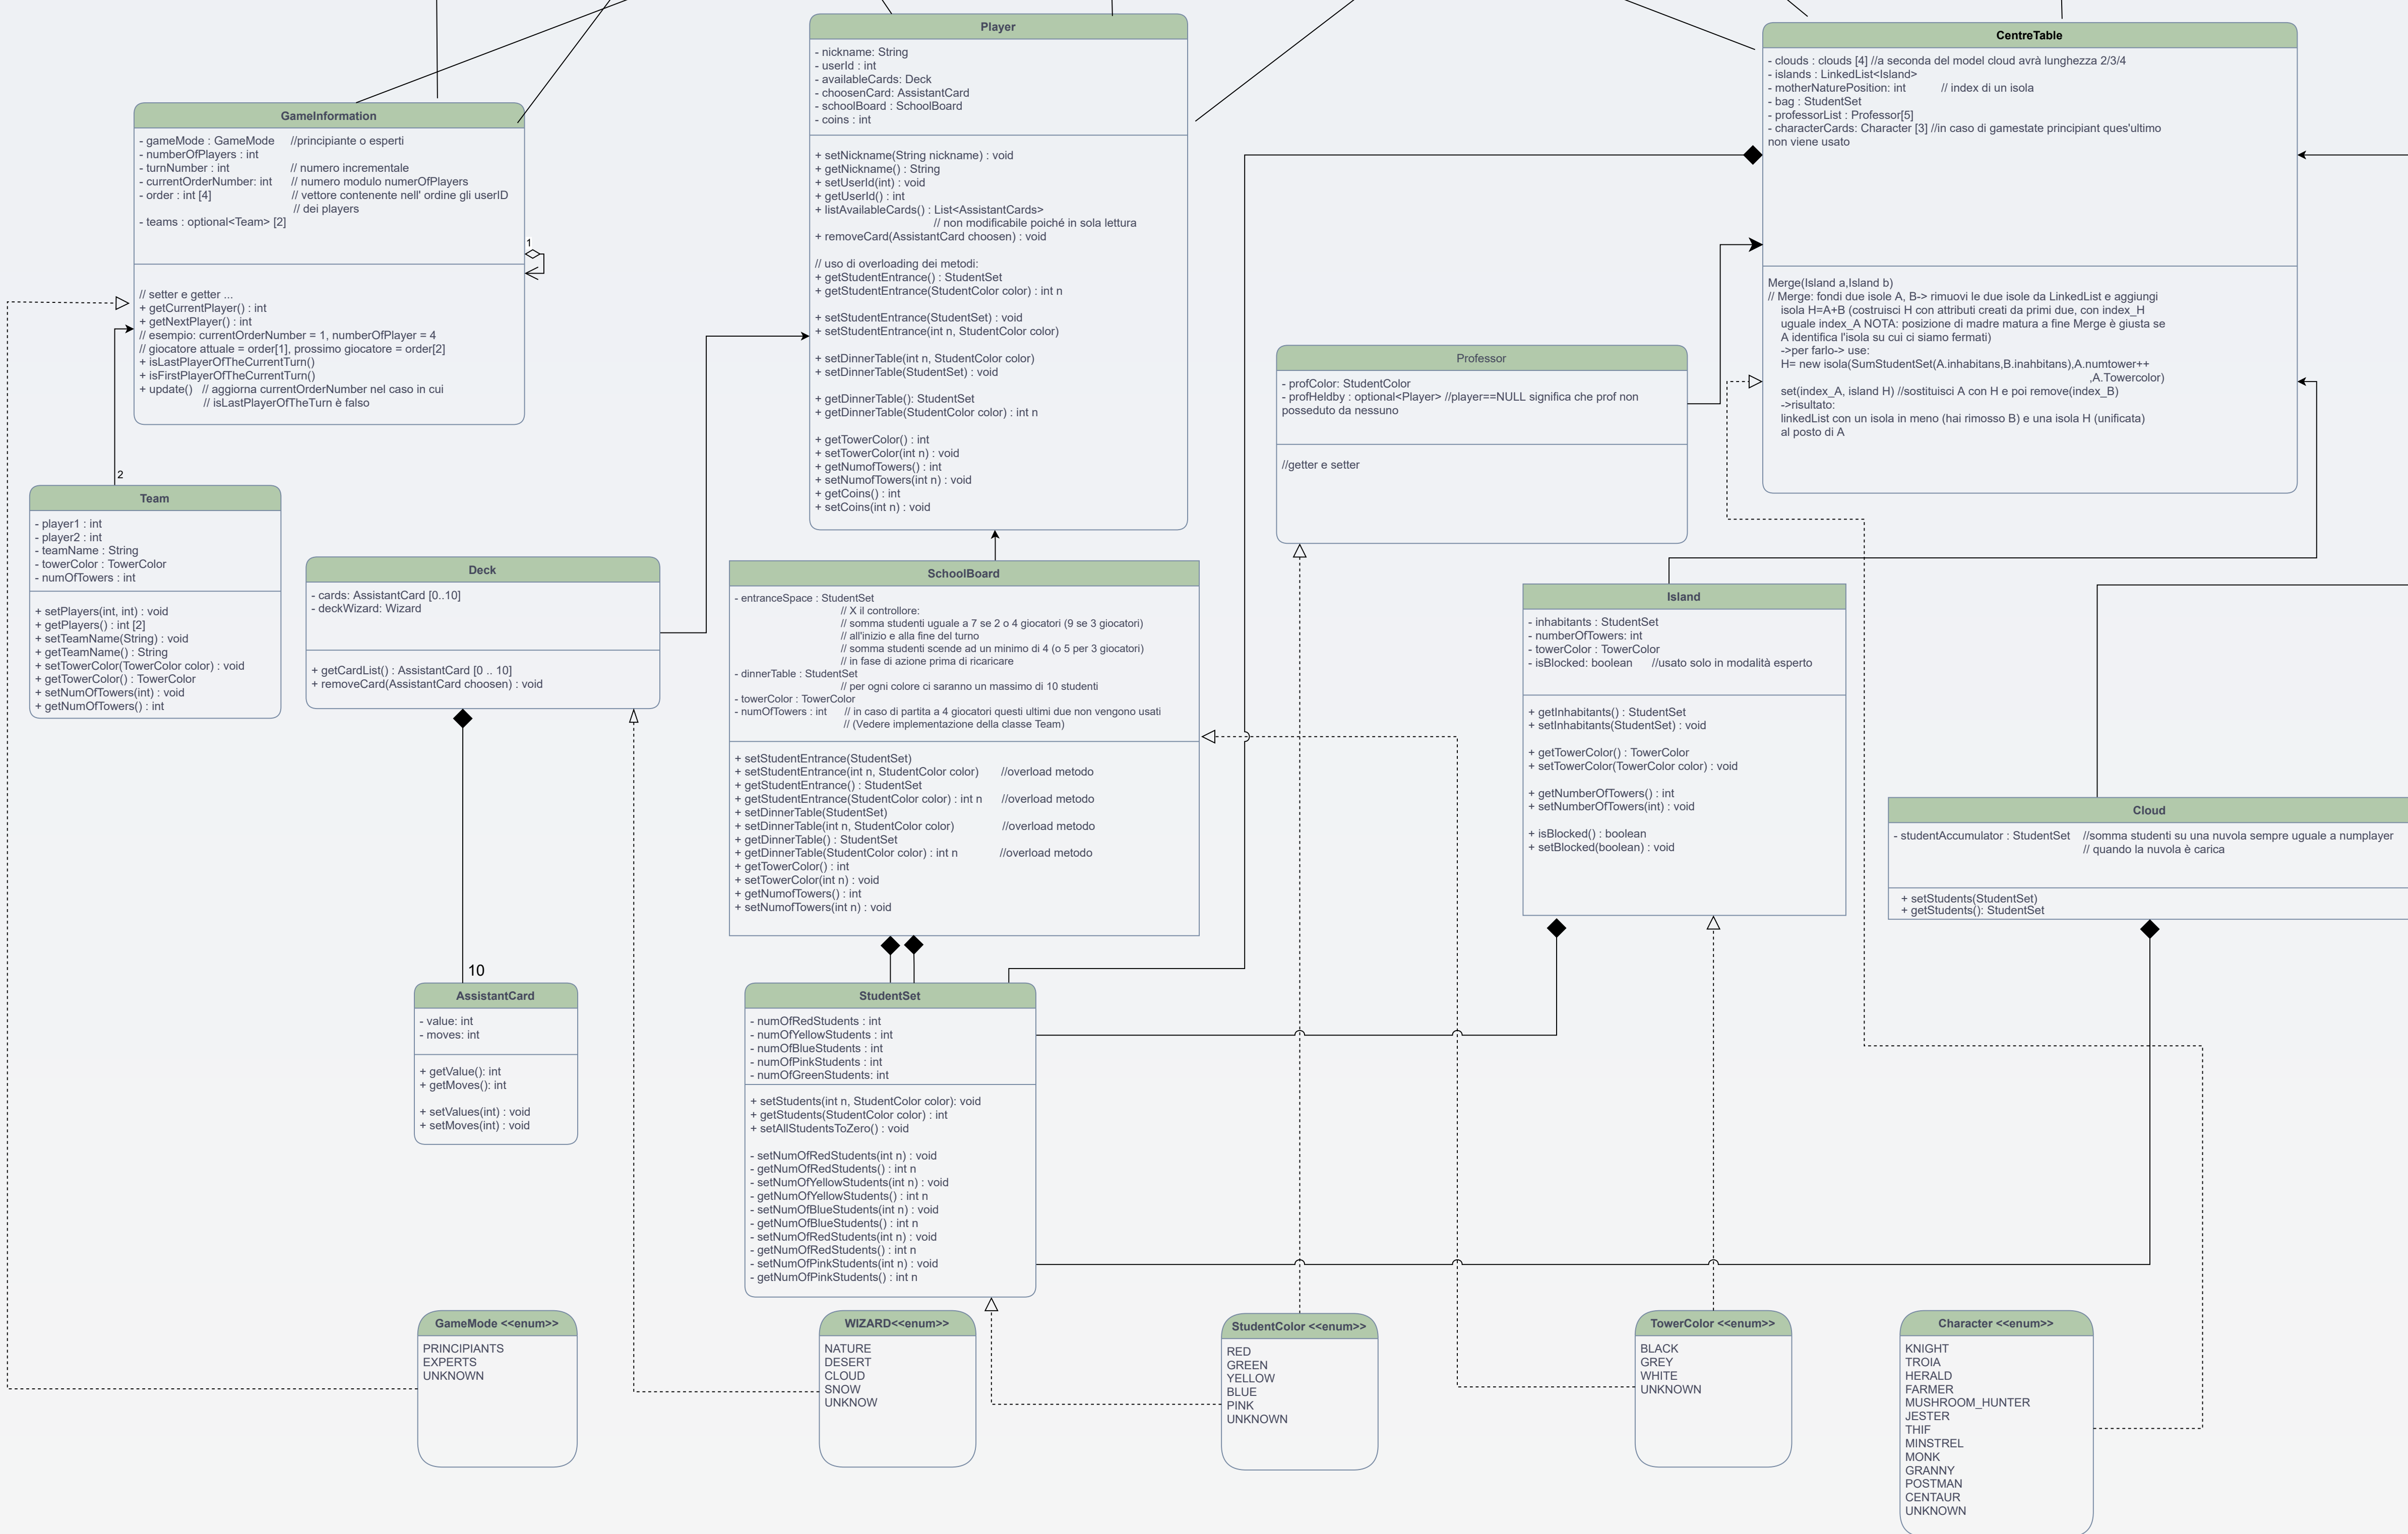 Player
- nickname: String
- userId : int
- availableCards: Deck
- choosenCard: AssistantCard
- schoolBoard : SchoolBoard
- coins : int
+ setNickname(String nickname) : void
+ getNickname() : String
+ setUserId(int) : void
+ getUserId() : int
+ listAvailableCards() : List<AssistantCards>
// non modificabile poiché in sola lettura
+ removeCard(AssistantCard choosen) : void
// uso di overloading dei metodi:
+ getStudentEntrance() : StudentSet
+ getStudentEntrance(StudentColor color) : int n
+ setStudentEntrance(StudentSet) : void
+ setStudentEntrance(int n, StudentColor color)
+ setDinnerTable(int n, StudentColor color)
+ setDinnerTable(StudentSet) : void
+ getDinnerTable(): StudentSet
+ getDinnerTable(StudentColor color) : int n
+ getTowerColor() : int
+ setTowerColor(int n) : void
+ getNumofTowers() : int
+ setNumofTowers(int n) : void
+ getCoins() : int
+ setCoins(int n) : void
CentreTable
- clouds : clouds [4] //a seconda del model cloud avrà lunghezza 2/3/4
- islands : LinkedList<Island>
- motherNaturePosition: int // index di un isola
- bag : StudentSet
- professorList : Professor[5]
- characterCards: Character [3] //in caso di gamestate principiant ques'ultimo
non viene usato
Merge(Island a,Island b)
// Merge: fondi due isole A, B-> rimuovi le due isole da LinkedList e aggiungi
isola H=A+B (costruisci H con attributi creati da primi due, con index_H
uguale index_A NOTA: posizione di madre matura a fine Merge è giusta se
A identifica l'isola su cui ci siamo fermati)
->per farlo-> use:
H= new isola(SumStudentSet(A.inhabitans,B.inahbitans),A.numtower++
,A.Towercolor)
set(index_A, island H) //sostituisci A con H e poi remove(index_B)
->risultato:
linkedList con un isola in meno (hai rimosso B) e una isola H (unificata)
al posto di A
GameInformation
- gameMode : GameMode //principiante o esperti
- numberOfPlayers : int
- turnNumber : int // numero incrementale
- currentOrderNumber: int // numero modulo numerOfPlayers
- order : int [4] // vettore contenente nell' ordine gli userID
// dei players
- teams : optional<Team> [2]
1
// setter e getter ...
+ getCurrentPlayer() : int
+ getNextPlayer() : int
// esempio: currentOrderNumber = 1, numberOfPlayer = 4
// giocatore attuale = order[1], prossimo giocatore = order[2]
+ isLastPlayerOfTheCurrentTurn()
+ isFirstPlayerOfTheCurrentTurn()
+ update() // aggiorna currentOrderNumber nel caso in cui
// isLastPlayerOfTheTurn è falso
Professor
- profColor: StudentColor
- profHeldby : optional<Player> //player==NULL significa che prof non
posseduto da nessuno
//getter e setter
2
Team
- player1 : int
- player2 : int
- teamName : String
- towerColor : TowerColor
- numOfTowers : int
+ setPlayers(int, int) : void
+ getPlayers() : int [2]
+ setTeamName(String) : void
+ getTeamName() : String
+ setTowerColor(TowerColor color) : void
+ getTowerColor() : TowerColor
+ setNumOfTowers(int) : void
+ getNumOfTowers() : int
Deck
- cards: AssistantCard [0..10]
- deckWizard: Wizard
+ getCardList() : AssistantCard [0 .. 10]
+ removeCard(AssistantCard choosen) : void
SchoolBoard
- entranceSpace : StudentSet
// X il controllore:
// somma studenti uguale a 7 se 2 o 4 giocatori (9 se 3 giocatori)
// all'inizio e alla fine del turno
// somma studenti scende ad un minimo di 4 (o 5 per 3 giocatori)
// in fase di azione prima di ricaricare
- dinnerTable : StudentSet
// per ogni colore ci saranno un massimo di 10 studenti
- towerColor : TowerColor
- numOfTowers : int // in caso di partita a 4 giocatori questi ultimi due non vengono usati
// (Vedere implementazione della classe Team)
+ setStudentEntrance(StudentSet)
+ setStudentEntrance(int n, StudentColor color) //overload metodo
+ getStudentEntrance() : StudentSet
+ getStudentEntrance(StudentColor color) : int n //overload metodo
+ setDinnerTable(StudentSet)
+ setDinnerTable(int n, StudentColor color) //overload metodo
+ getDinnerTable() : StudentSet
+ getDinnerTable(StudentColor color) : int n //overload metodo
+ getTowerColor() : int
+ setTowerColor(int n) : void
+ getNumofTowers() : int
+ setNumofTowers(int n) : void
Island
- inhabitants : StudentSet
- numberOfTowers: int
- towerColor : TowerColor
- isBlocked: boolean //usato solo in modalità esperto
+ getInhabitants() : StudentSet
+ setInhabitants(StudentSet) : void
+ getTowerColor() : TowerColor
+ setTowerColor(TowerColor color) : void
+ getNumberOfTowers() : int
+ setNumberOfTowers(int) : void
+ isBlocked() : boolean
+ setBlocked(boolean) : void
Cloud
- studentAccumulator : StudentSet //somma studenti su una nuvola sempre uguale a numplayer
// quando la nuvola è carica
+ setStudents(StudentSet)
+ getStudents(): StudentSet
10
AssistantCard
- value: int
- moves: int
+ getValue(): int
+ getMoves(): int
+ setValues(int) : void
+ setMoves(int) : void
StudentSet
- numOfRedStudents : int
- numOfYellowStudents : int
- numOfBlueStudents : int
- numOfPinkStudents : int
- numOfGreenStudents: int
+ setStudents(int n, StudentColor color): void
+ getStudents(StudentColor color) : int
+ setAllStudentsToZero() : void
- setNumOfRedStudents(int n) : void
- getNumOfRedStudents() : int n
- setNumOfYellowStudents(int n) : void
- getNumOfYellowStudents() : int n
- setNumOfBlueStudents(int n) : void
- getNumOfBlueStudents() : int n
- setNumOfRedStudents(int n) : void
- getNumOfRedStudents() : int n
- setNumOfPinkStudents(int n) : void
- getNumOfPinkStudents() : int n
GameMode <<enum>>
PRINCIPIANTS
EXPERTS
UNKNOWN
WIZARD<<enum>>
NATURE
DESERT
CLOUD
SNOW
UNKNOW
StudentColor <<enum>>
RED
GREEN
YELLOW
BLUE
PINK
UNKNOWN
TowerColor <<enum>>
BLACK
GREY
WHITE
UNKNOWN
Character <<enum>>
KNIGHT
TROIA
HERALD
FARMER
MUSHROOM_HUNTER
JESTER
THIF
MINSTREL
MONK
GRANNY
POSTMAN
CENTAUR
UNKNOWN